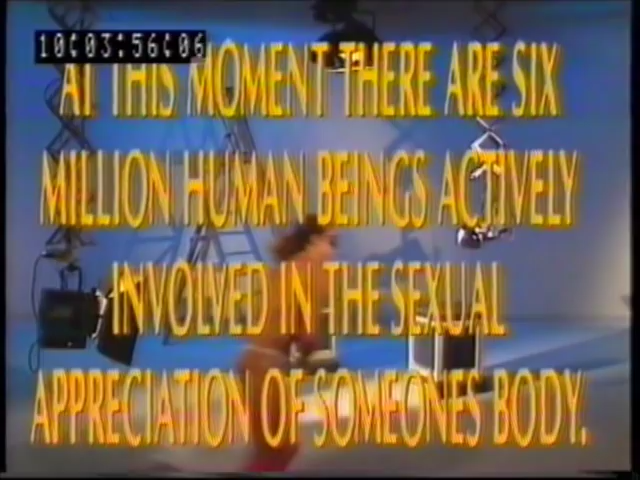 10:03:56:06
AT THIS MOMENT THERE ARE SIX
MILLION HUMAN BEINGS ACTIVELY
INVOLVED IN THE SEXUAL
APPRECIATION OF SOMEONES BODY.